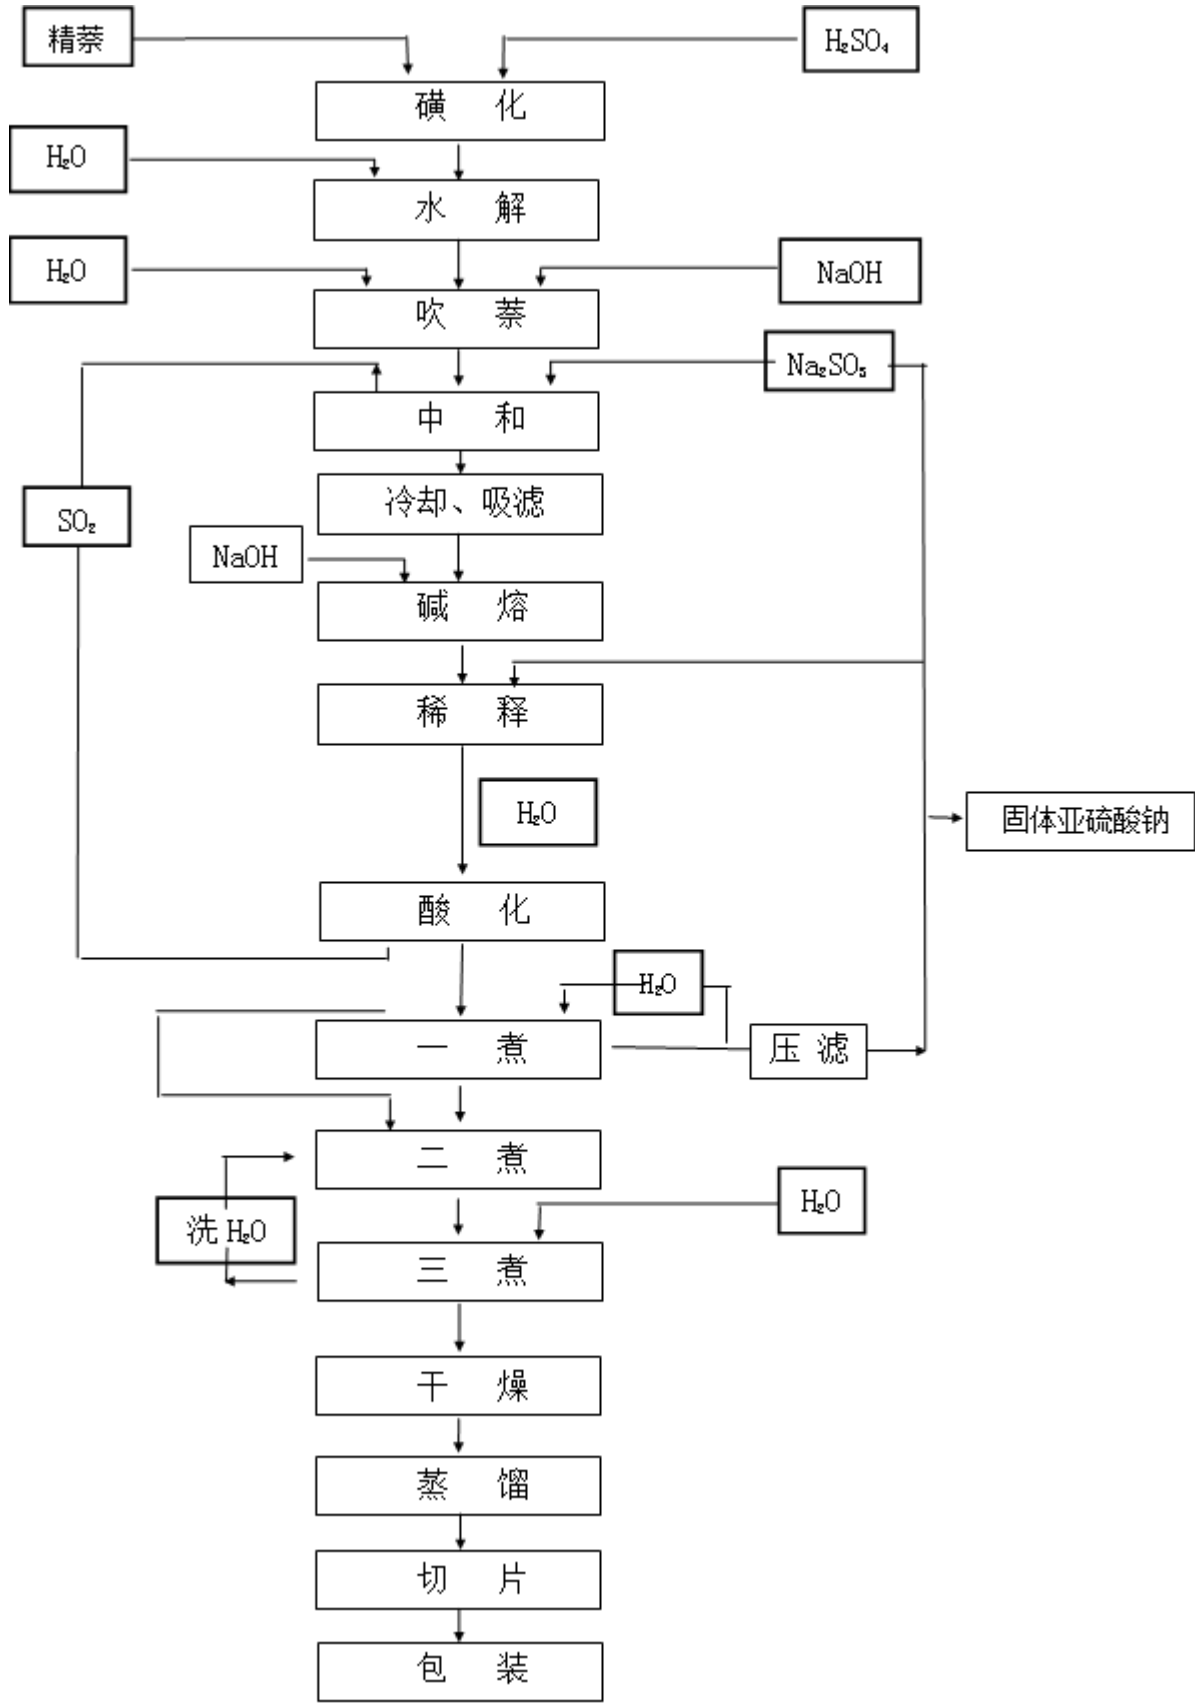 精萘
H₂SO₄
磺 化
H₂O
水 解
H₂O
NaOH
吹 萘
Na₂SO₃
中 和
冷却、吸滤
SO₂
NaOH
碱 熔
稀 释
H₂O
固体亚硫酸钠
酸 化
H₂O
一 煮
压 滤
二 煮
H₂O
洗 H₂O
三 煮
干 燥
蒸 馏
切 片
包 装